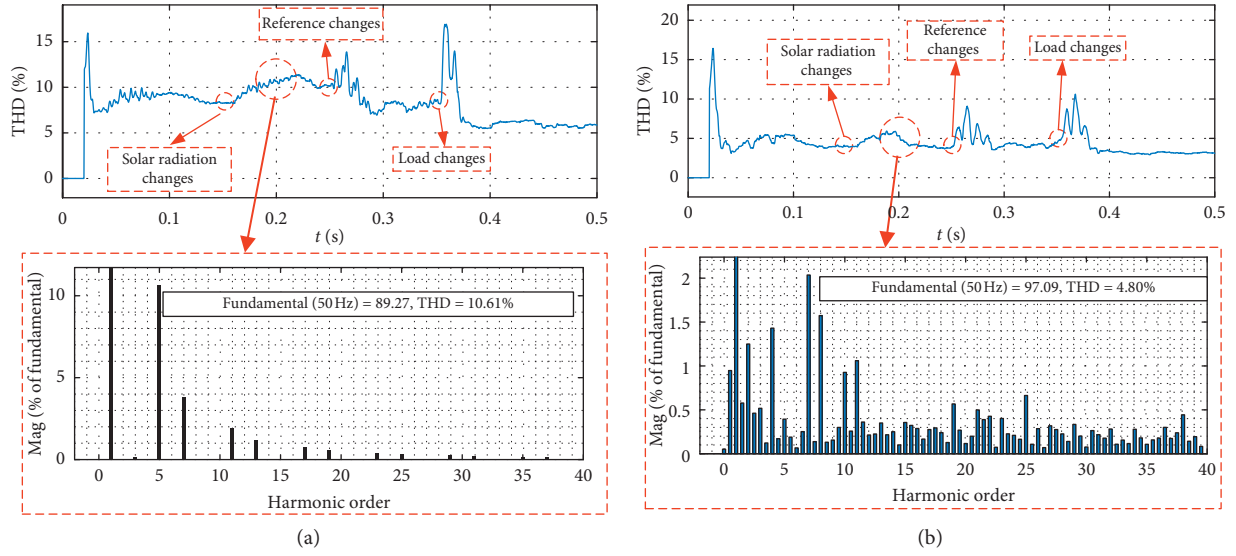 Reference changes
THD (%)
15
10
5
0
Solar radiation
changes
Load changes
0
0.1
0.2
0.3
0.4
0.5
t (s)
Mag (% of fundamental)
10
5
0
Fundamental (50 Hz) = 89.27, THD = 10.61%
0
5
10
15
20
25
30
35
40
Harmonic order
(a)
THD (%)
20
15
10
5
0
Solar radiation
changes
Reference
changes
Load changes
0
0.1
0.2
0.3
0.4
0.5
t (s)
Mag (% of fundamental)
2
1.5
1
0.5
0
Fundamental (50 Hz) = 97.09, THD = 4.80%
0
5
10
15
20
25
30
35
40
Harmonic order
(b)